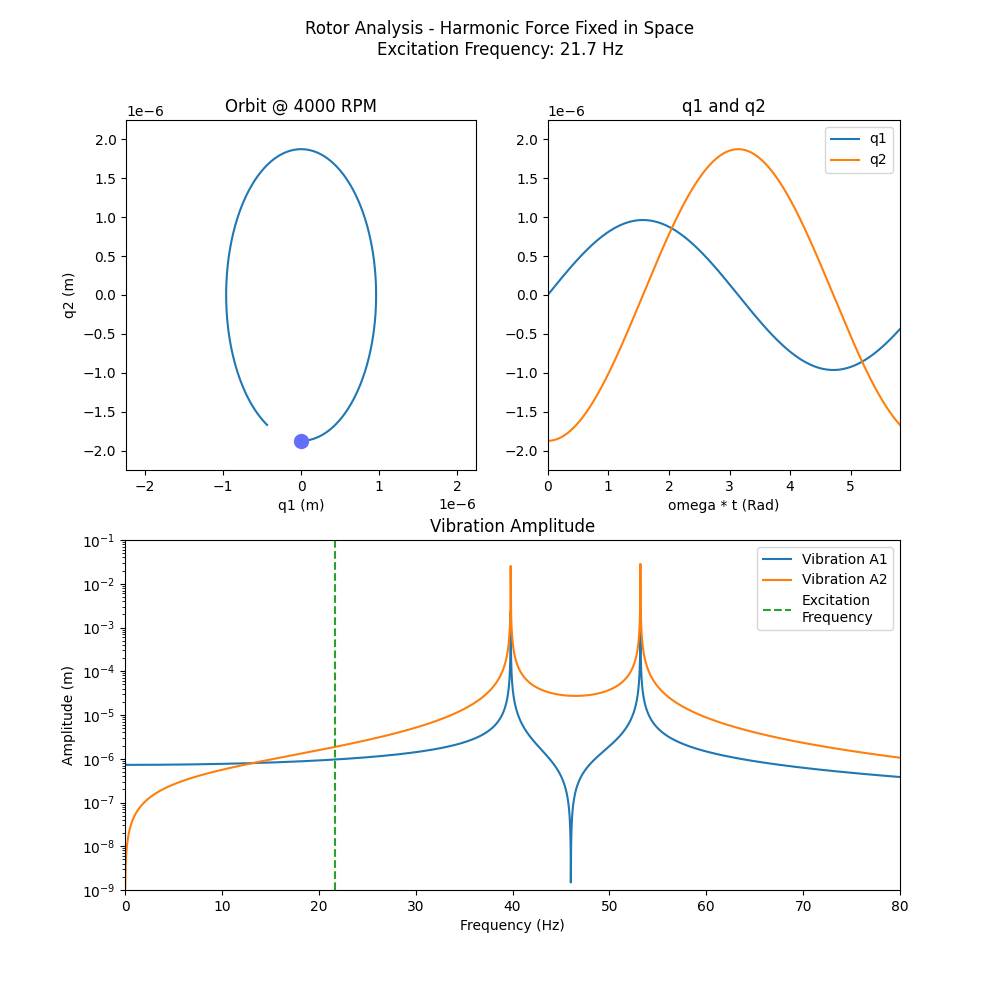 Rotor Analysis - Harmonic Force Fixed in Space
Excitation Frequency: 21.7 Hz
Orbit @ 4000 RPM
1e−6
2.0
1.5
1.0
0.5
0.0
−0.5
−1.0
−1.5
−2.0
q2 (m)
−2
−1
0
1
2
1e−6
q1 (m)
q1 and q2
1e−6
q1
q2
2.0
1.5
1.0
0.5
0.0
−0.5
−1.0
−1.5
−2.0
0
1
2
3
4
5
omega * t (Rad)
Vibration Amplitude
Vibration A1
Vibration A2
Excitation
Frequency
10⁻¹
10⁻²
10⁻³
10⁻⁴
10⁻⁵
10⁻⁶
10⁻⁷
10⁻⁸
10⁻⁹
Amplitude (m)
0
10
20
30
40
50
60
70
80
Frequency (Hz)